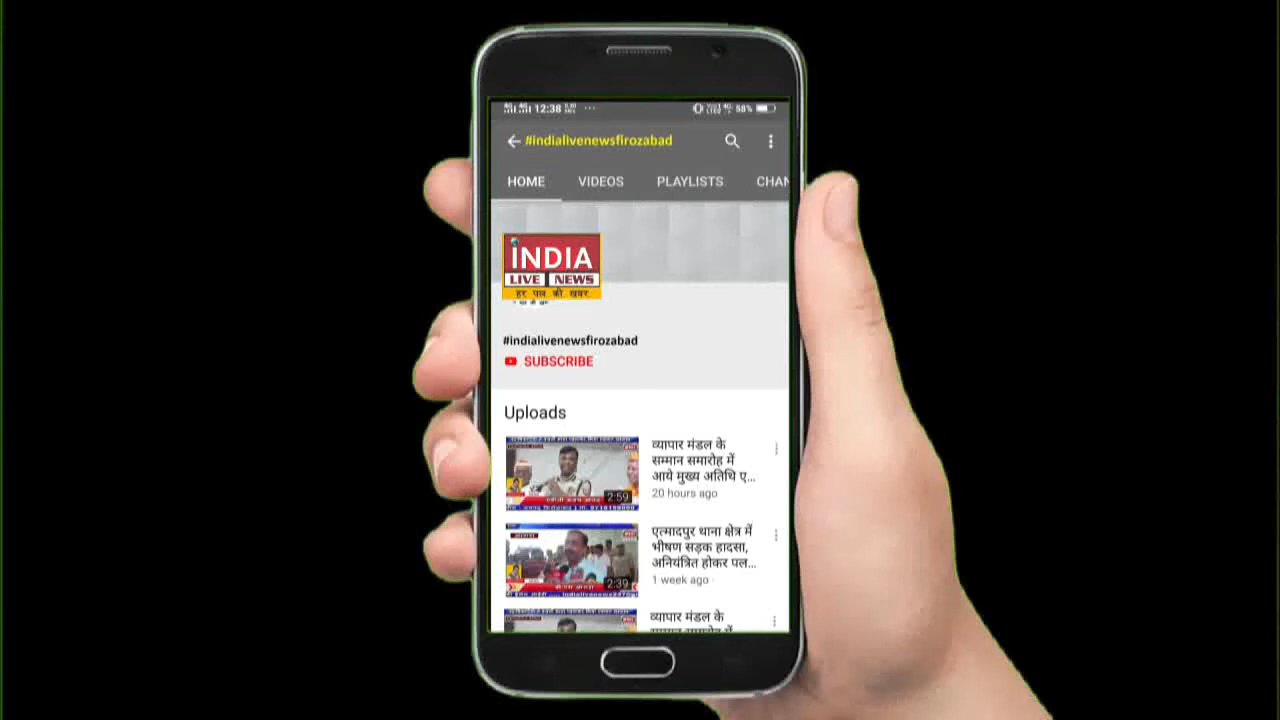 12:38 ... 58%
#indialivenewsfirozabad
HOME VIDEOS PLAYLISTS CHAN
INDIA
LIVE NEWS
हर पल की खबर
#indialivenewsfirozabad
SUBSCRIBE
Uploads
व्यापार मंडल के
सम्मान समारोह में
आये मुख्य अतिथि ए...
20 hours ago
2:59
एत्मादपुर थाना क्षेत्र में
भीषण सड़क हादसा,
अनियंत्रित होकर पल...
1 week ago
2:39
व्यापार मंडल के
सम्मान समारोह में